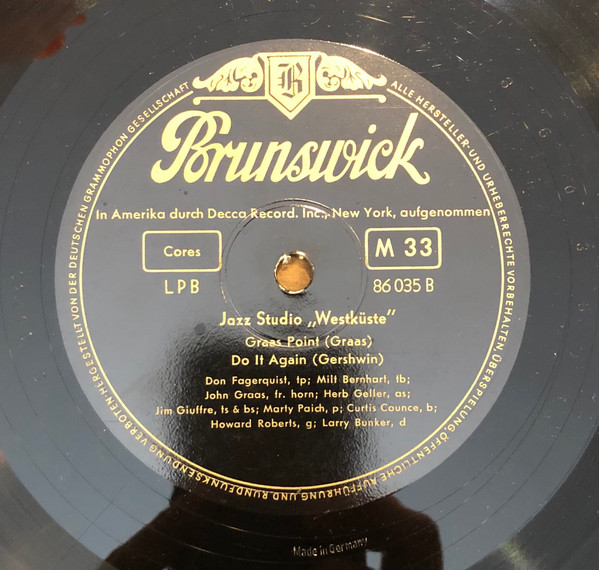 B
Brunswick
In Amerika durch Decca Record. Inc., New York, aufgenommen
Cores
M 33
LPB
86 035 B
Jazz Studio „Westküste"
Graas Point (Graas)
Do It Again (Gershwin)
Don Fagerquist, tp; Milt Bernhart, tb;
John Graas, fr. horn; Herb Geller, as;
Jim Giuffre, ts & bs; Marty Paich, p; Curtis Counce, b;
Howard Roberts, g; Larry Bunker, d
ALLE HERSTELLER- UND URHEBERRECHTE VORBEHALTEN ÜBERSPIELUNG ÖFFENTLICHE AUFFÜHRUNG UND RUNDFUNKSENDUNG VERBOTEN HERGESTELLT VON DER DEUTSCHEN GRAMMOPHON GESELLSCHAFT
Made in Germany